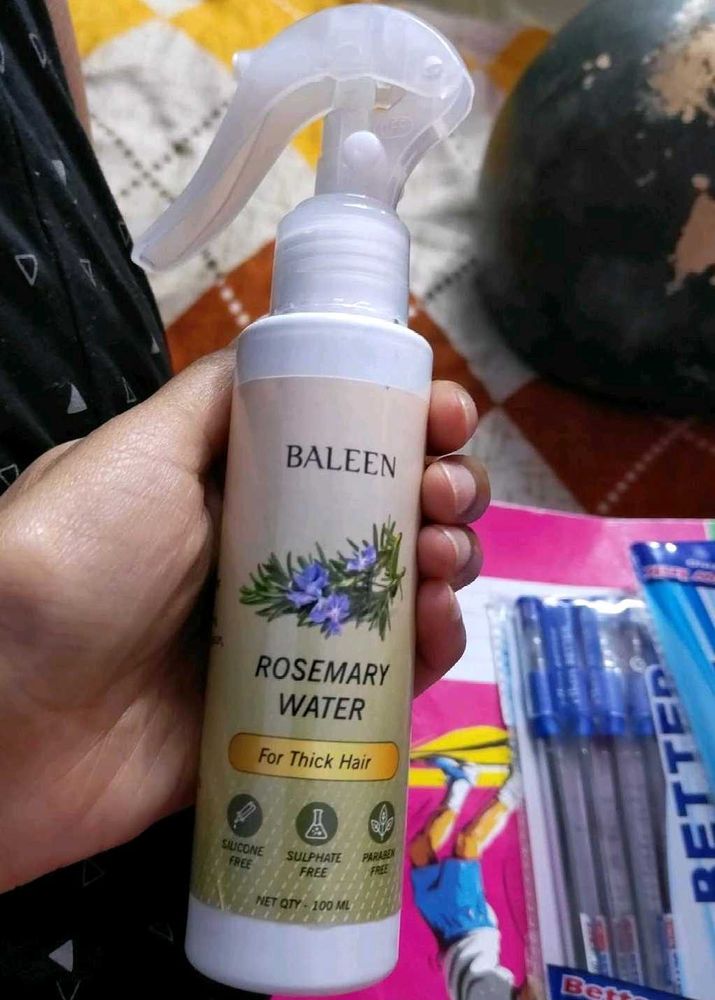 BALEEN
ROSEMARY
WATER
For Thick Hair
SILICONE
FREE
SULPHATE
FREE
PARABEN
FREE
NET QTY - 100 ML
BETTER